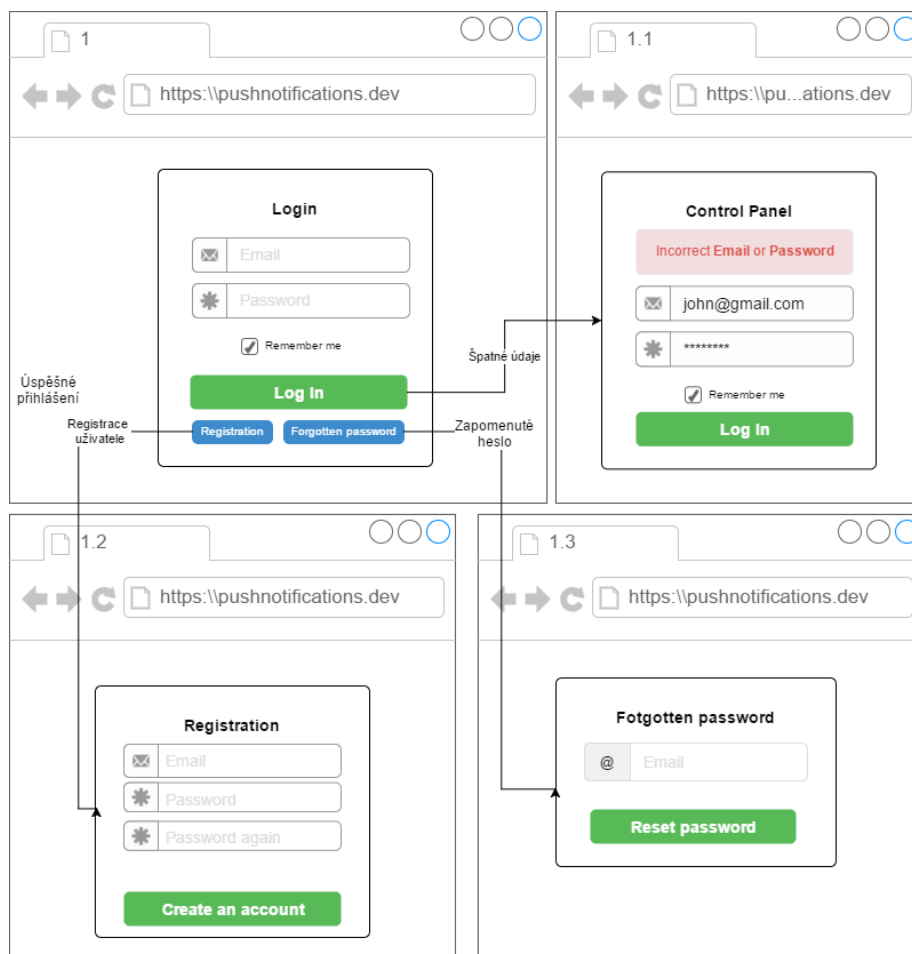 1
https:\\pushnotifications.dev
Login
Email
Password
Remember me
Log In
Registration
Forgotten password
Úspěšné
přihlášení
Registrace
uživatele
Špatné údaje
Zapomenuté
heslo
1.1
https:\\pu...ations.dev
Control Panel
Incorrect Email or Password
john@gmail.com
********
Remember me
Log In
1.2
https:\\pushnotifications.dev
Registration
Email
Password
Password again
Create an account
1.3
https:\\pushnotifications.dev
Fotgotten password
@
Email
Reset password